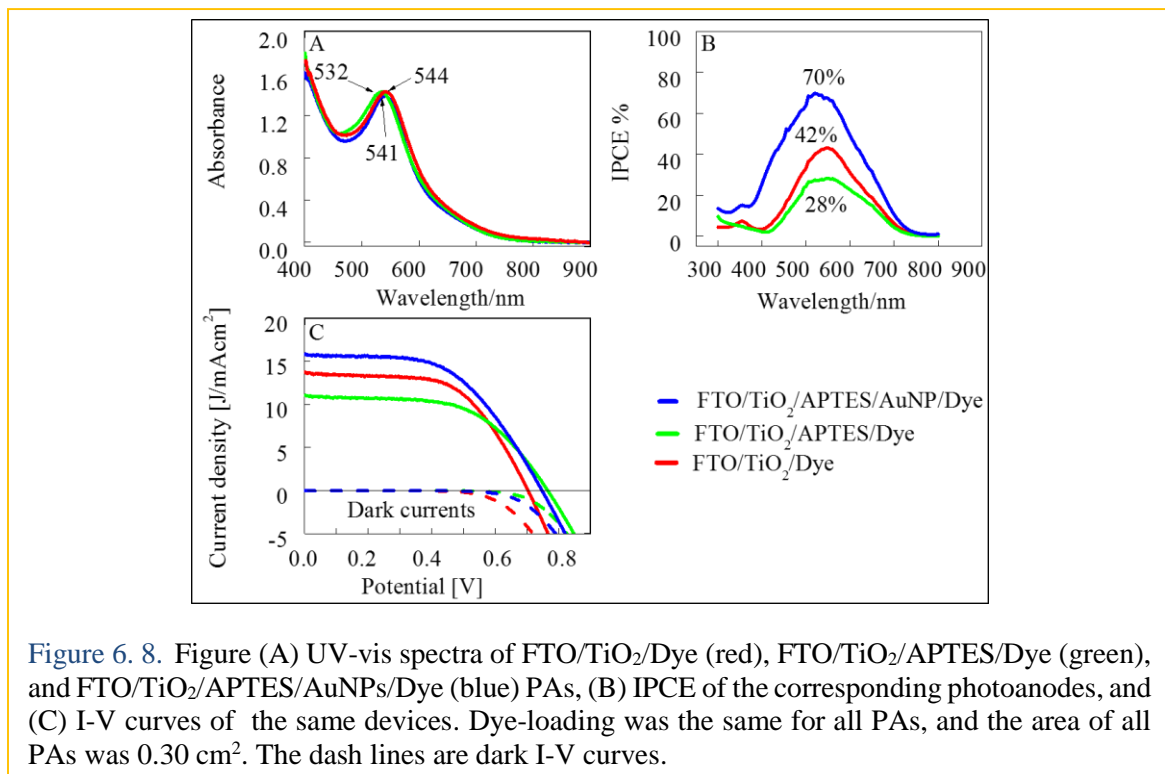 A
2.0
1.6
1.2
0.8
0.4
0.0
Absorbance
532
544
541
400 500 600 700 800 900
Wavelength/nm
B
100
80
60
40
20
0
IPCE %
70%
42%
28%
300 400 500 600 700 800 900
Wavelength/nm
C
20
15
10
5
0
-5
Current density [J/mAcm²]
Dark currents
0.0 0.2 0.4 0.6 0.8
Potential [V]
FTO/TiO₂/APTES/AuNP/Dye
FTO/TiO₂/APTES/Dye
FTO/TiO₂/Dye
Figure 6. 8. Figure (A) UV-vis spectra of FTO/TiO₂/Dye (red), FTO/TiO₂/APTES/Dye (green),
and FTO/TiO₂/APTES/AuNPs/Dye (blue) PAs, (B) IPCE of the corresponding photoanodes, and
(C) I-V curves of the same devices. Dye-loading was the same for all PAs, and the area of all
PAs was 0.30 cm². The dash lines are dark I-V curves.